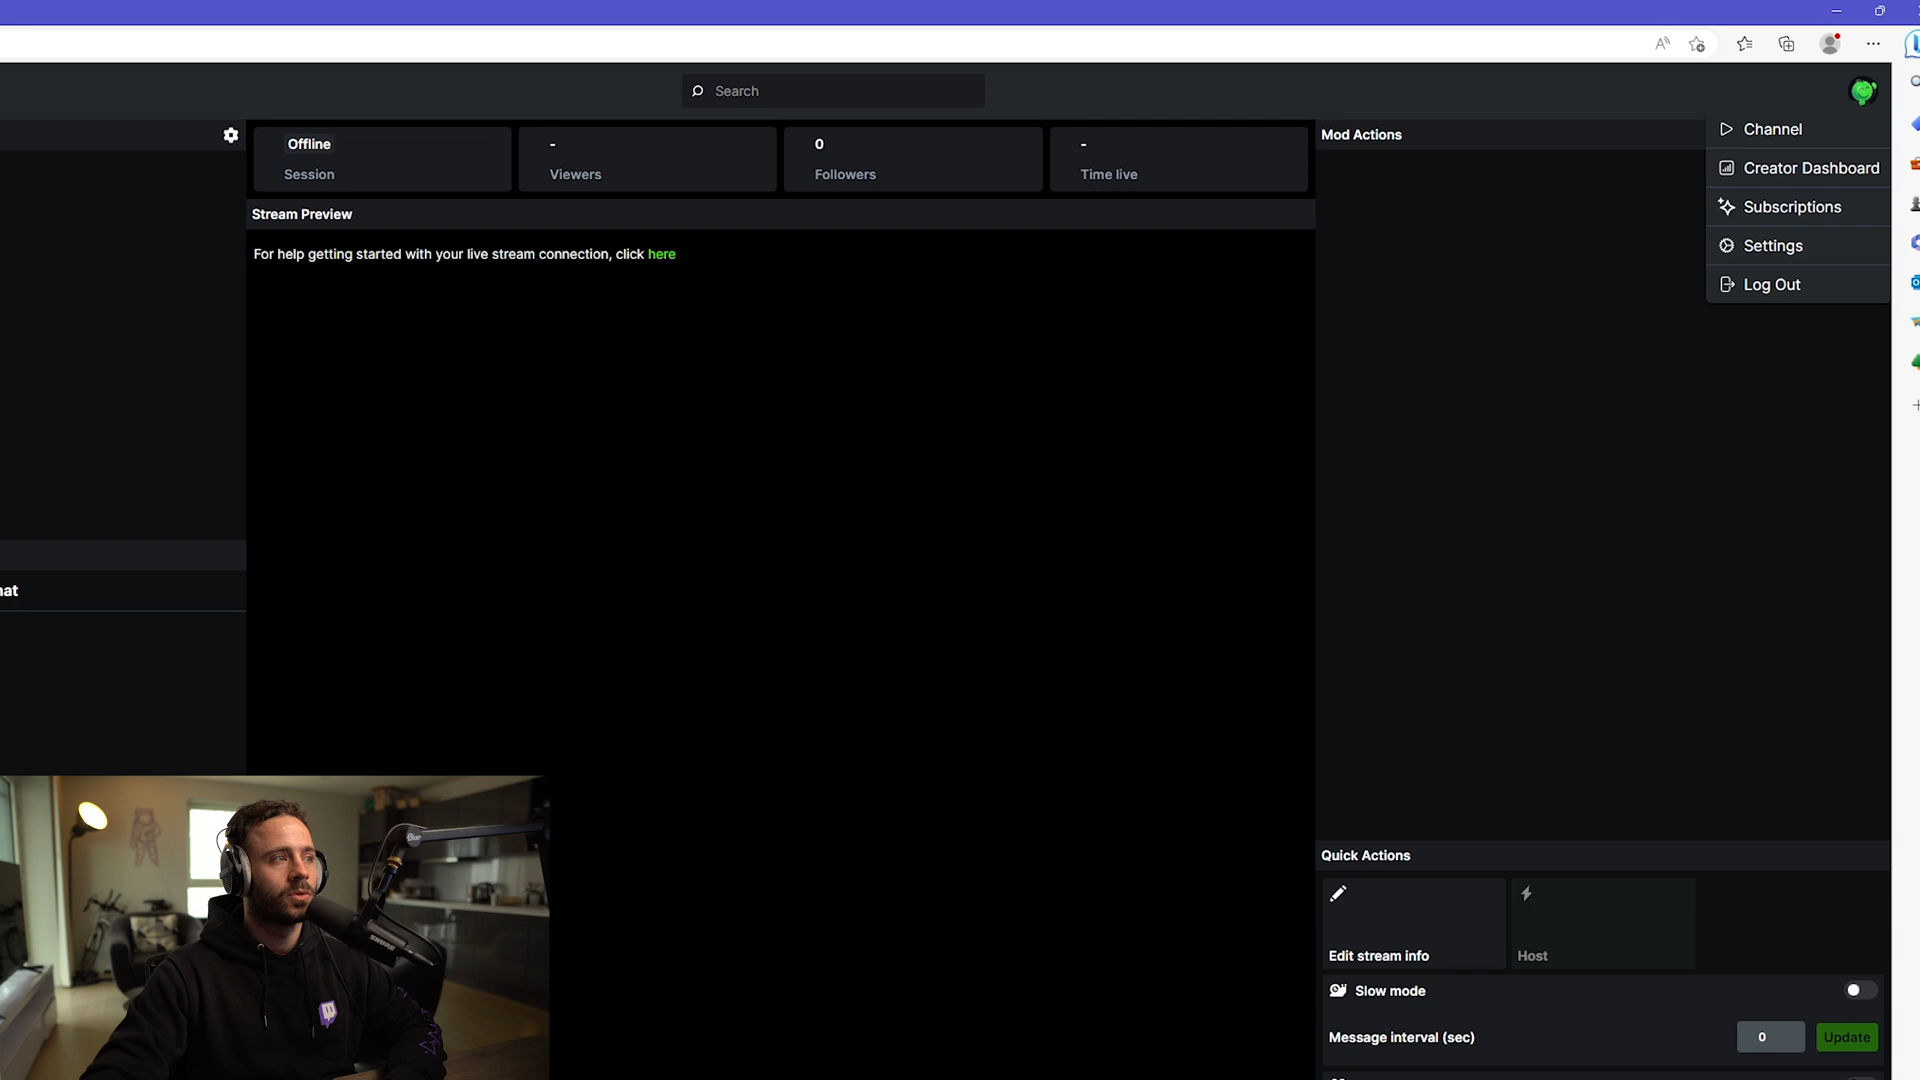 Search
Offline
Session
-
Viewers
0
Followers
-
Time live
Mod Actions
Channel
Creator Dashboard
Subscriptions
Settings
Log Out
Stream Preview
For help getting started with your live stream connection, click here
hat
SHURE
Quick Actions
Edit stream info
Host
Slow mode
Message interval (sec)
0
Update